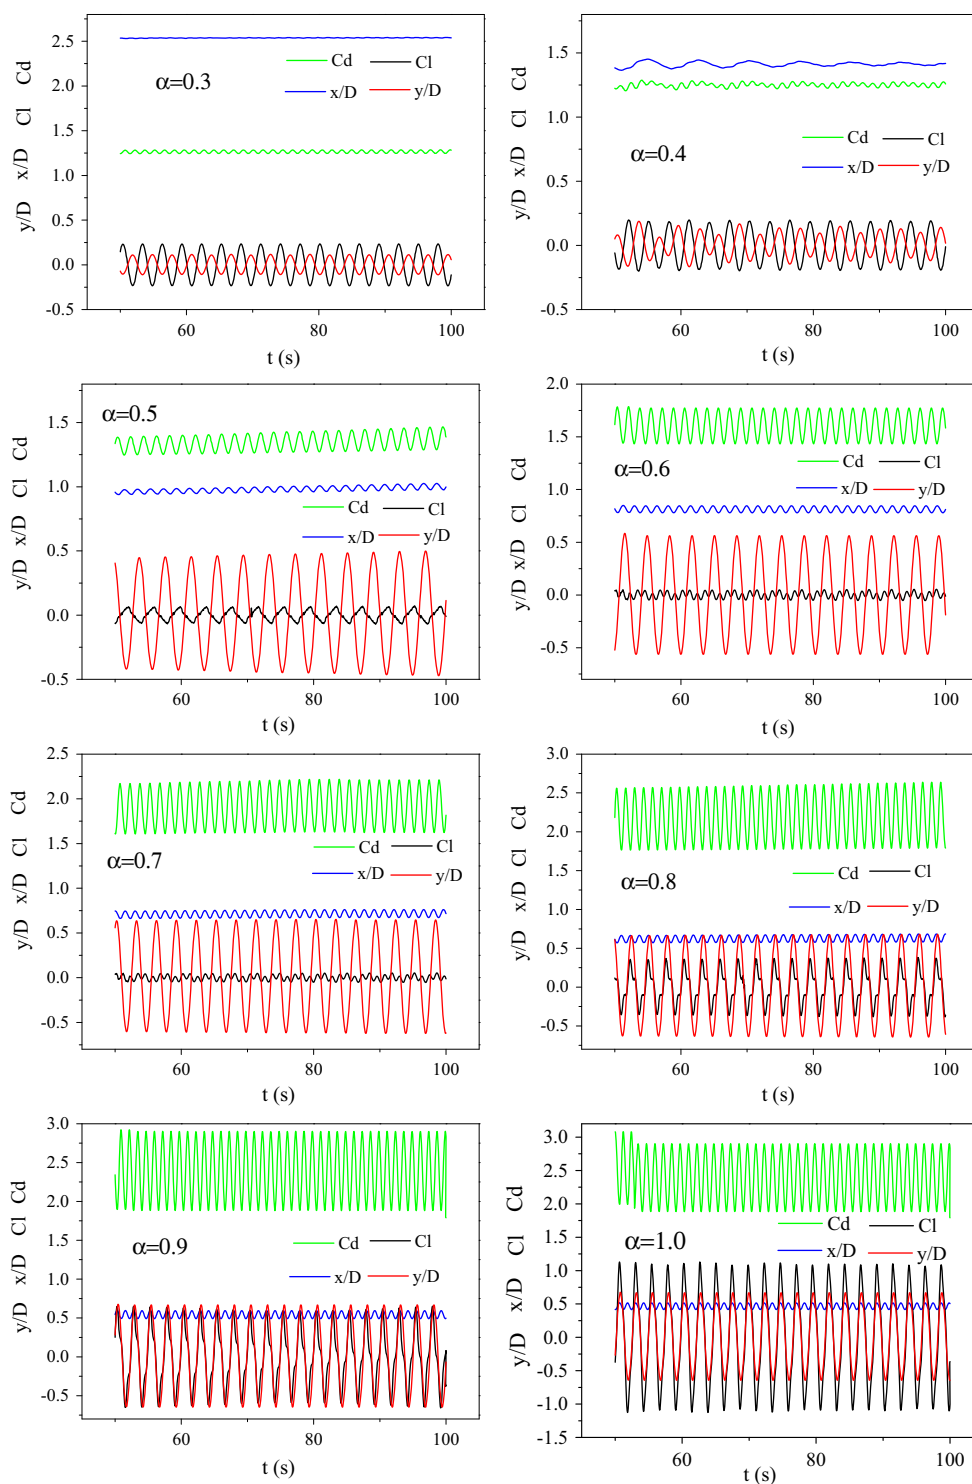 y/D x/D Cl Cd
2.5
2.0
1.5
1.0
0.5
0.0
-0.5
α=0.3
Cd Cl
x/D y/D
60 80 100
t (s)
y/D x/D Cl Cd
1.5
1.0
0.5
0.0
-0.5
α=0.4
Cd Cl
x/D y/D
60 80 100
t (s)
y/D x/D Cl Cd
1.5
1.0
0.5
0.0
-0.5
α=0.5
Cd Cl
x/D y/D
60 80 100
t (s)
y/D x/D Cl Cd
2.0
1.5
1.0
0.5
0.0
-0.5
α=0.6
Cd Cl
x/D y/D
60 80 100
t (s)
y/D x/D Cl Cd
2.5
2.0
1.5
1.0
0.5
0.0
-0.5
α=0.7
Cd Cl
x/D y/D
60 80 100
t (s)
y/D x/D Cl Cd
3.0
2.5
2.0
1.5
1.0
0.5
0.0
-0.5
α=0.8
Cd Cl
x/D y/D
60 80 100
t (s)
y/D x/D Cl Cd
3.0
2.5
2.0
1.5
1.0
0.5
0.0
-0.5
α=0.9
Cd Cl
x/D y/D
60 80 100
t (s)
y/D x/D Cl Cd
3.0
2.5
2.0
1.5
1.0
0.5
0.0
-0.5
-1.0
-1.5
α=1.0
Cd Cl
x/D y/D
60 80 100
t (s)